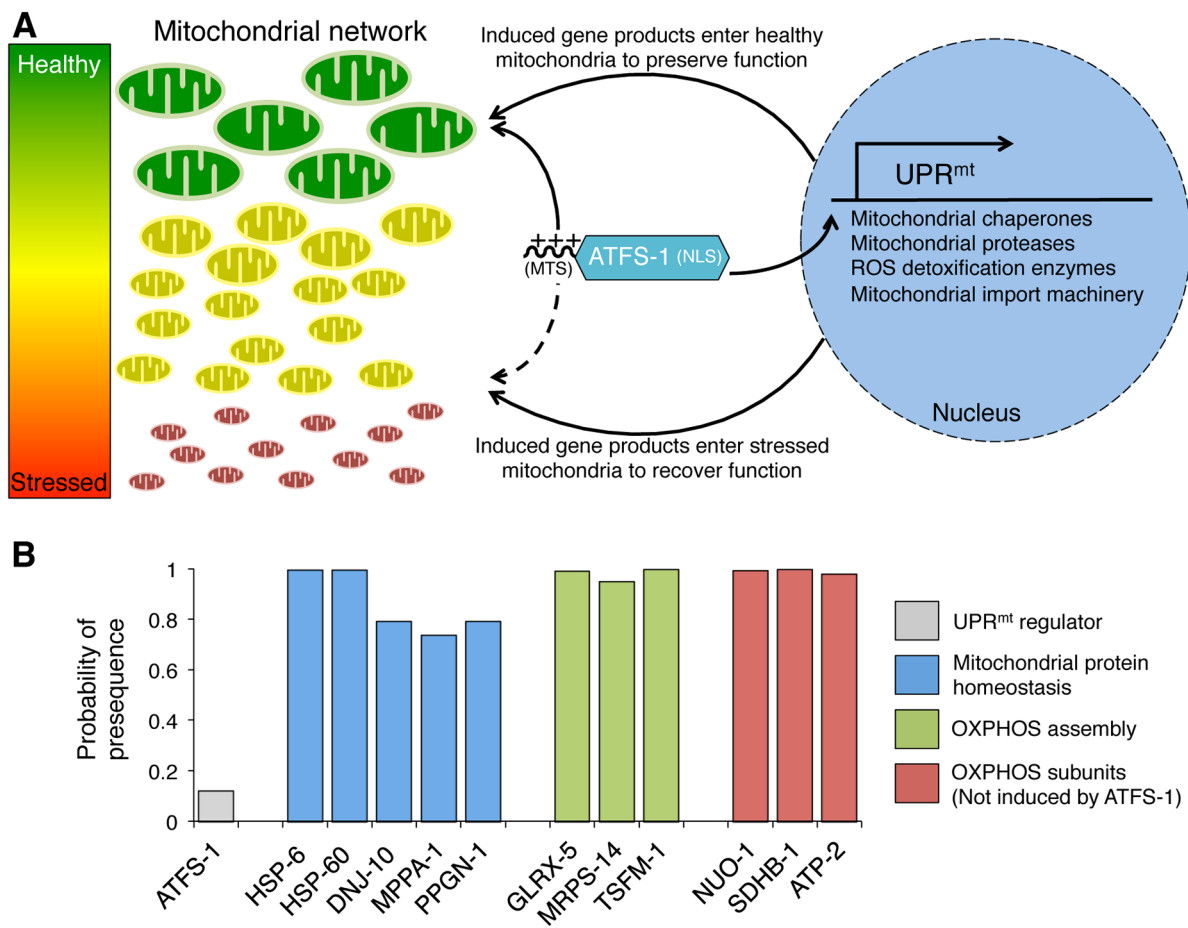 A
Mitochondrial network
Healthy
Stressed
Induced gene products enter healthy
mitochondria to preserve function
+++
(MTS)
ATFS-1 (NLS)
UPRmt
Mitochondrial chaperones
Mitochondrial proteases
ROS detoxification enzymes
Mitochondrial import machinery
Nucleus
Induced gene products enter stressed
mitochondria to recover function
B
Probability of
presequence
1
0.8
0.6
0.4
0.2
0
ATFS-1
HSP-6
HSP-60
DNJ-10
MPPA-1
PPGN-1
GLRX-5
MRPS-14
TSFM-1
NUO-1
SDHB-1
ATP-2
UPRmt regulator
Mitochondrial protein
homeostasis
OXPHOS assembly
OXPHOS subunits
(Not induced by ATFS-1)